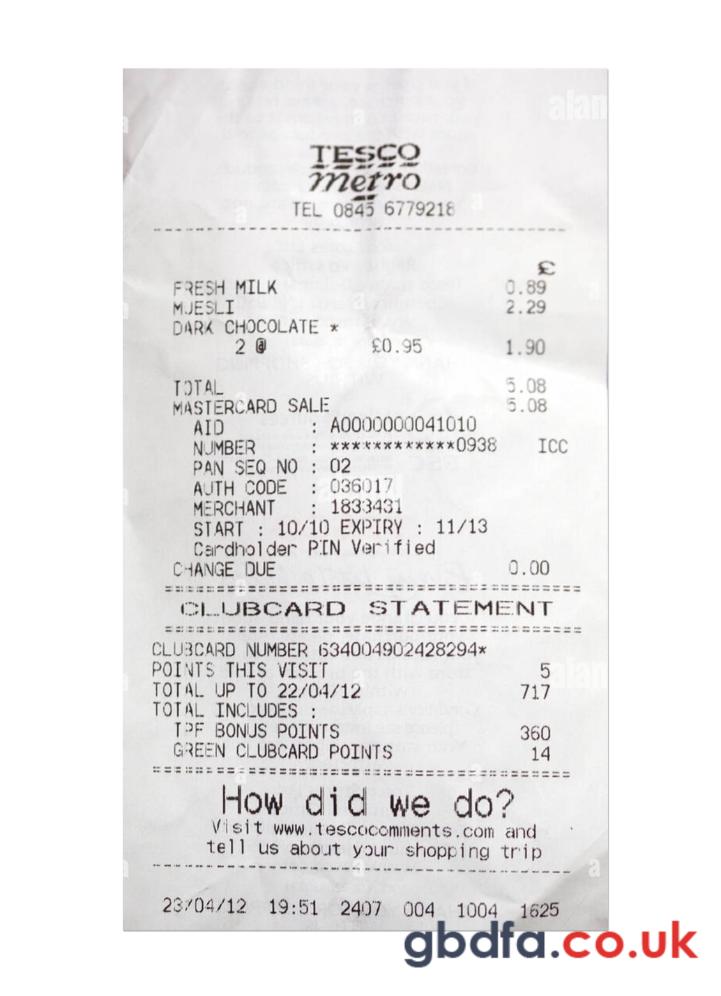 TESCO
Metro
TEL 0845 6779218
£
FRESH MILK 0.89
MUESLI 2.29
DARK CHOCOLATE *
2 @ £0.95 1.90
TOTAL 5.08
MASTERCARD SALE 5.08
AID : A0000000041010
NUMBER : ************0938 ICC
PAN SEQ NO : 02
AUTH CODE : 036017
MERCHANT : 1833431
START : 10/10 EXPIRY : 11/13
Cardholder PIN Verified
CHANGE DUE 0.00
CLUBCARD STATEMENT
CLUBCARD NUMBER 634004902428294*
POINTS THIS VISIT 5
TOTAL UP TO 22/04/12 717
TOTAL INCLUDES :
TPF BONUS POINTS 360
GREEN CLUBCARD POINTS 14
How did we do?
Visit www.tescocomments.com and
tell us about your shopping trip
23/04/12 19:51 2407 004 1004 1625
gbdfa.co.uk